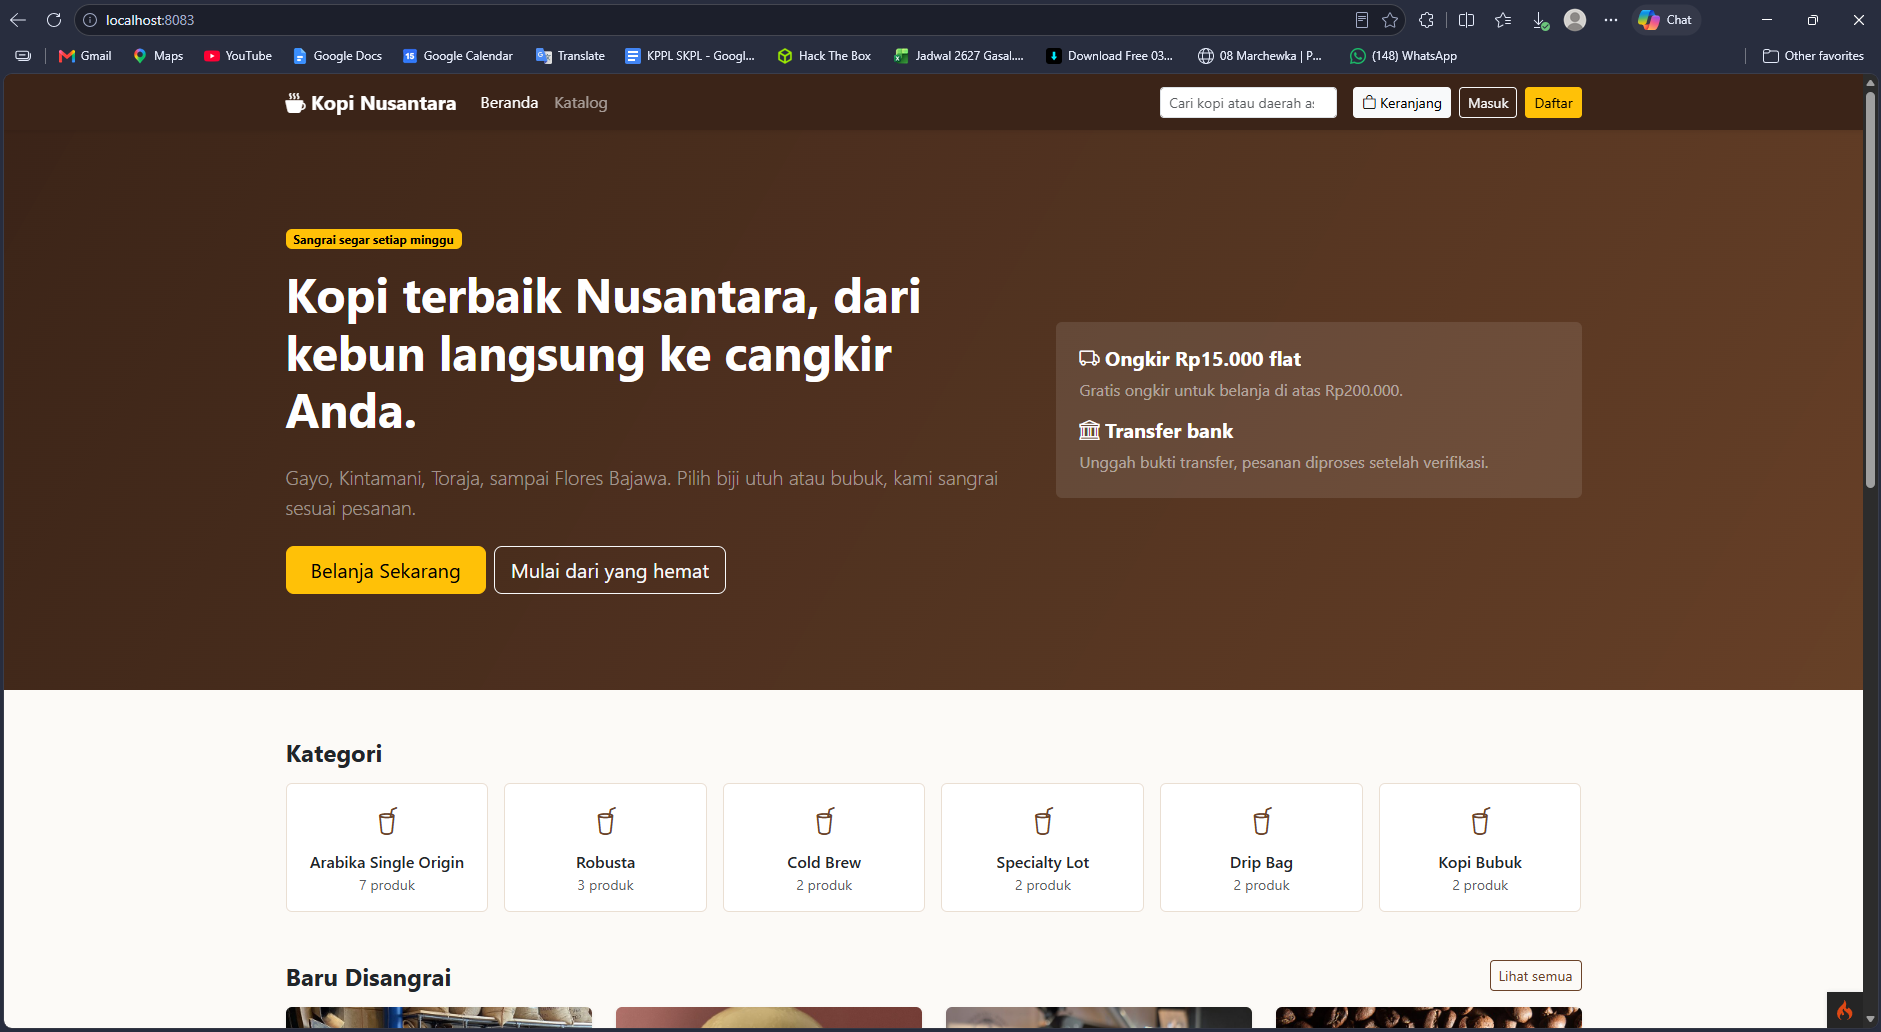 localhost:8083
Chat
Gmail
Maps
YouTube
Google Docs
Google Calendar
Translate
KPPL SKPL - Googl...
Hack The Box
Jadwal 2627 Gasal....
Download Free 03...
08 Marchewka | P...
(148) WhatsApp
Other favorites
Kopi Nusantara
Beranda
Katalog
Cari kopi atau daerah as
Keranjang
Masuk
Daftar
Sangrai segar setiap minggu
Kopi terbaik Nusantara, dari
kebun langsung ke cangkir
Anda.
Gayo, Kintamani, Toraja, sampai Flores Bajawa. Pilih biji utuh atau bubuk, kami sangrai
sesuai pesanan.
Belanja Sekarang
Mulai dari yang hemat
Ongkir Rp15.000 flat
Gratis ongkir untuk belanja di atas Rp200.000.
Transfer bank
Unggah bukti transfer, pesanan diproses setelah verifikasi.
Kategori
Arabika Single Origin
7 produk
Robusta
3 produk
Cold Brew
2 produk
Specialty Lot
2 produk
Drip Bag
2 produk
Kopi Bubuk
2 produk
Baru Disangrai
Lihat semua